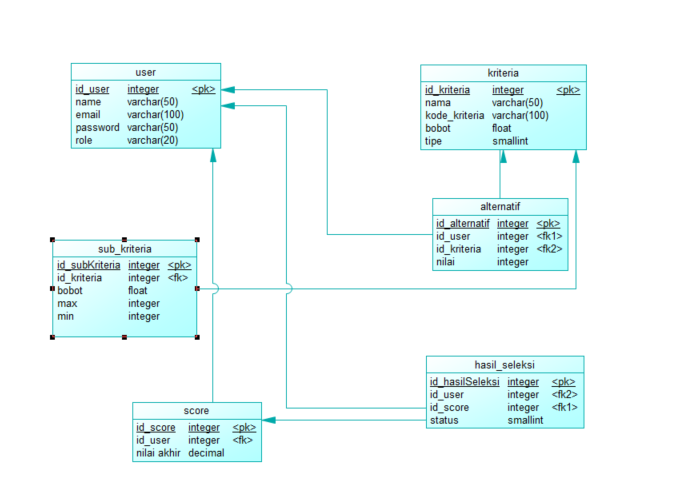 user
id_user integer <pk>
name varchar(50)
email varchar(100)
password varchar(50)
role varchar(20)
kriteria
id_kriteria integer <pk>
nama varchar(50)
kode_kriteria varchar(100)
bobot float
tipe smallint
alternatif
id_alternatif integer <pk>
id_user integer <fk1>
id_kriteria integer <fk2>
nilai integer
sub_kriteria
id_subKriteria integer <pk>
id_kriteria integer <fk>
bobot float
max integer
min integer
hasil_seleksi
id_hasilSeleksi integer <pk>
id_user integer <fk2>
id_score integer <fk1>
status smallint
score
id_score integer <pk>
id_user integer <fk>
nilai akhir decimal